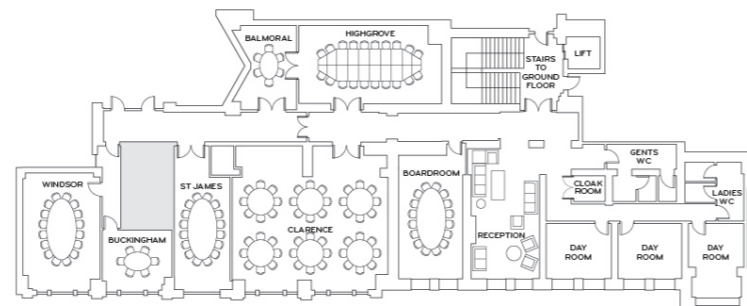 BALMORAL
HIGHGROVE
STAIRS
TO
GROUND
FLOOR
LIFT
WINDSOR
ST JAMES
BUCKINGHAM
CLARENCE
BOARDROOM
RECEPTION
CLOAK
ROOM
GENTS
WC
LADIES
WC
DAY
ROOM
DAY
ROOM
DAY
ROOM